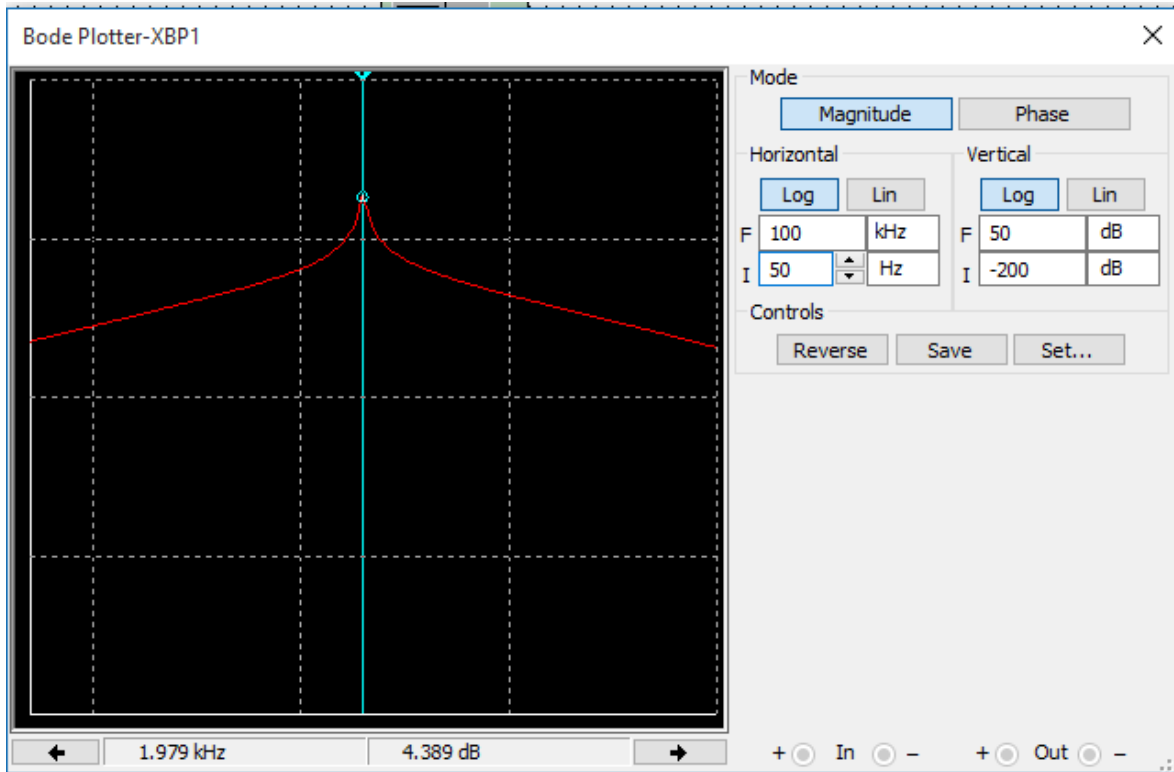 Bode Plotter-XBP1
Mode
Magnitude Phase
Horizontal Vertical
Log Lin Log Lin
F 100 kHz F 50 dB
I 50 Hz I -200 dB
Controls
Reverse Save Set...
1.979 kHz 4.389 dB + In − + Out −